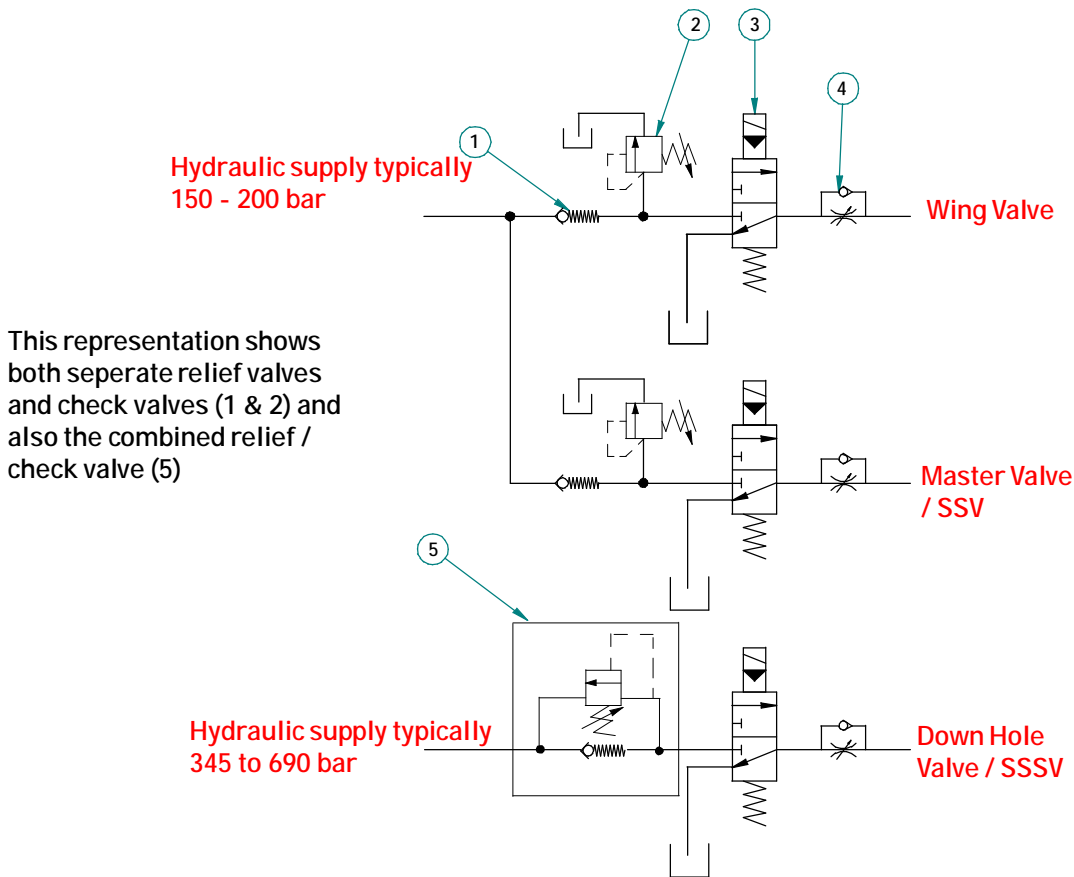 1
2
3
4
Hydraulic supply typically
150 - 200 bar
Wing Valve
This representation shows
both seperate relief valves
and check valves (1 & 2) and
also the combined relief /
check valve (5)
Master Valve
/ SSV
5
Hydraulic supply typically
345 to 690 bar
Down Hole
Valve / SSSV